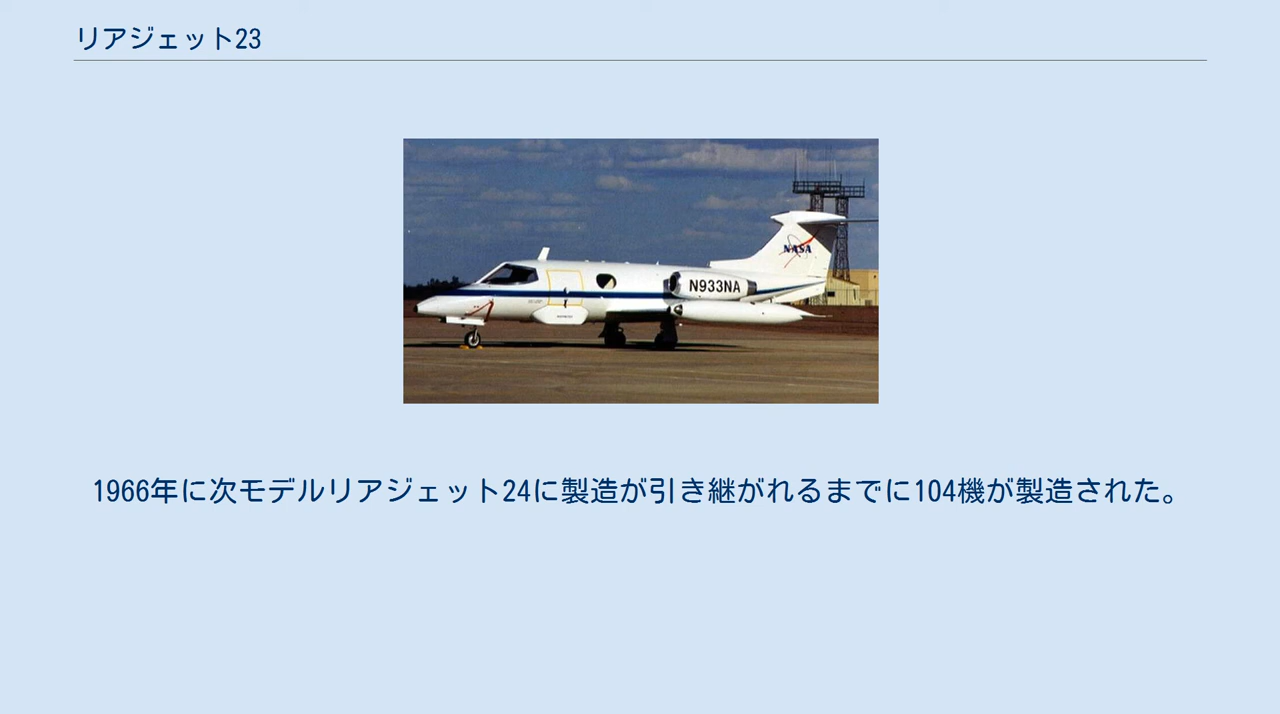 リアジェット23
NASA
N933NA
1966年に次モデルリアジェット24に製造が引き継がれるまでに104機が製造された。